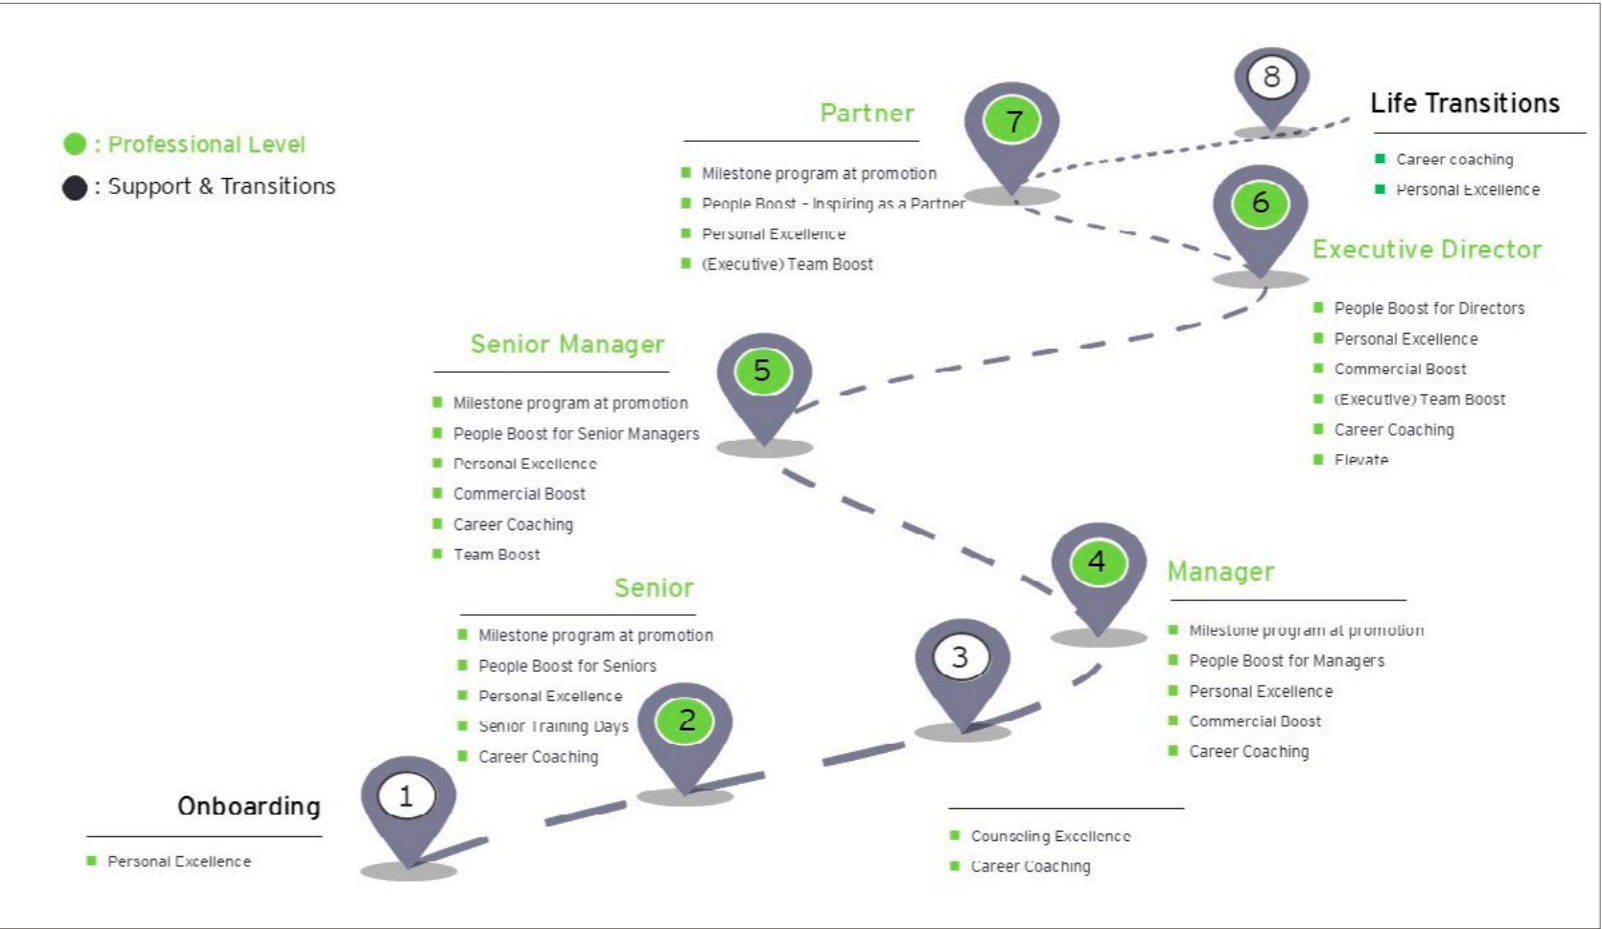 : Professional Level
: Support & Transitions
1
Onboarding
Personal Excellence
2
Senior
Milestone program at promotion
People Boost for Seniors
Personal Excellence
Senior Training Days
Career Coaching
3
Counseling Excellence
Career Coaching
4
Manager
Milestone program at promotion
People Boost for Managers
Personal Excellence
Commercial Boost
Career Coaching
5
Senior Manager
Milestone program at promotion
People Boost for Senior Managers
Personal Excellence
Commercial Boost
Career Coaching
Team Boost
6
Executive Director
People Boost for Directors
Personal Excellence
Commercial Boost
(Executive) Team Boost
Career Coaching
Elevate
7
Partner
Milestone program at promotion
People Boost - Inspiring as a Partner
Personal Excellence
(Executive) Team Boost
8
Life Transitions
Career coaching
Personal Excellence